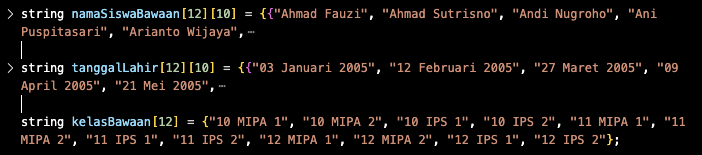 string namaSiswaBawaan[12][10] = {{"Ahmad Fauzi", "Ahmad Sutrisno", "Andi Nugroho", "Ani
Puspitasari", "Arianto Wijaya",⋯
string tanggalLahir[12][10] = {{"03 Januari 2005", "12 Februari 2005", "27 Maret 2005", "09
April 2005", "21 Mei 2005",⋯
string kelasBawaan[12] = {"10 MIPA 1", "10 MIPA 2", "10 IPS 1", "10 IPS 2", "11 MIPA 1", "11
MIPA 2", "11 IPS 1", "11 IPS 2", "12 MIPA 1", "12 MIPA 2", "12 IPS 1", "12 IPS 2"};